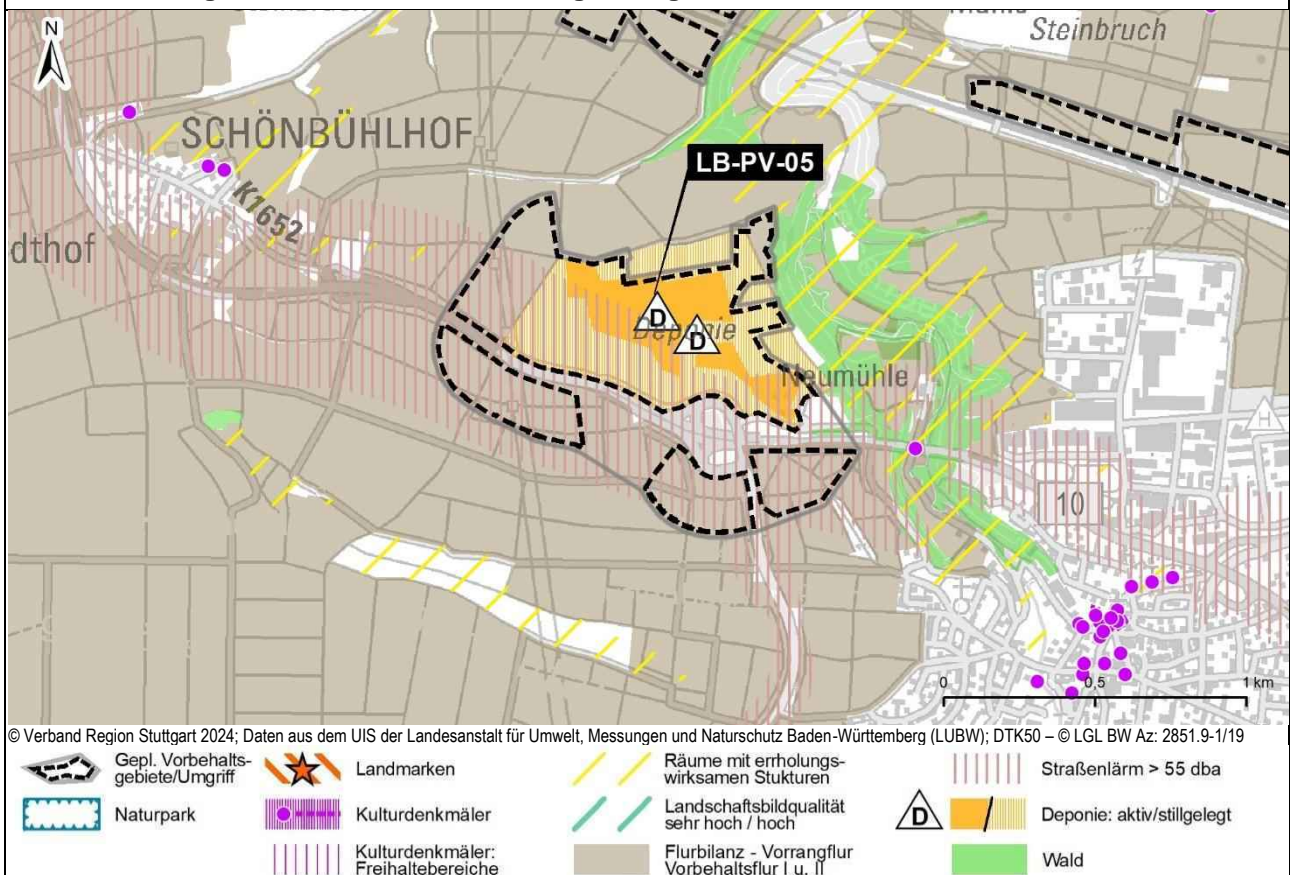 N
Steinbruch
SCHÖNBÜHLHOF
LB-PV-05
K1652
dthof
D
Deponie
D
Neumühle
H
10
0
0,5
1 km
© Verband Region Stuttgart 2024; Daten aus dem UIS der Landesanstalt für Umwelt, Messungen und Naturschutz Baden-Württemberg (LUBW); DTK50 – © LGL BW Az: 2851.9-1/19
Gepl. Vorbehalts-
gebiete/Umgriff
Landmarken
Räume mit errholungs-
wirksamen Stukturen
Straßenlärm > 55 dba
Naturpark
Kulturdenkmäler
Landschaftsbildqualität
sehr hoch / hoch
D
Deponie: aktiv/stillgelegt
Kulturdenkmäler:
Freihaltebereiche
Flurbilanz - Vorrangflur
Vorbehaltsflur I u. II
Wald